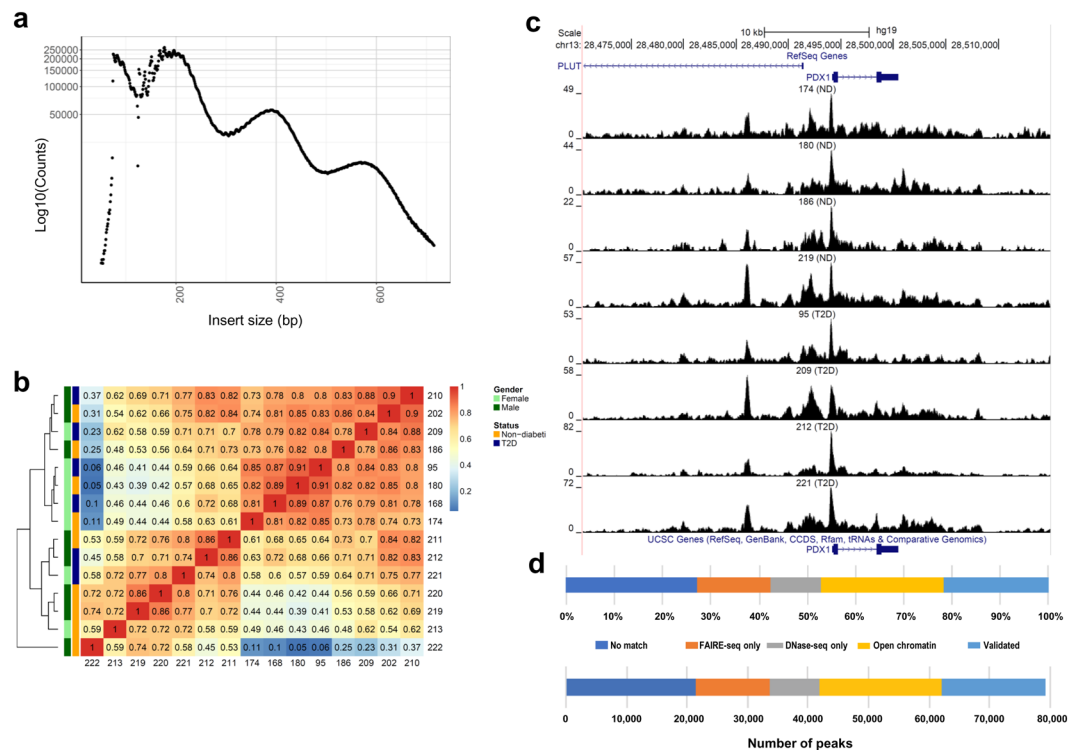 a
250000
200000
150000
100000
50000
Log10(Counts)
200
400
600
Insert size (bp)
b
0.37 0.62 0.69 0.71 0.77 0.83 0.82 0.73 0.78 0.8 0.8 0.83 0.88 0.9 1 210
0.31 0.54 0.62 0.66 0.75 0.82 0.84 0.74 0.81 0.85 0.83 0.86 0.84 1 0.9 202
0.23 0.62 0.58 0.59 0.71 0.71 0.7 0.78 0.79 0.82 0.84 0.78 1 0.84 0.88 209
0.25 0.48 0.53 0.56 0.64 0.71 0.73 0.73 0.76 0.82 0.8 1 0.78 0.86 0.83 186
0.06 0.46 0.41 0.44 0.59 0.66 0.64 0.85 0.87 0.91 1 0.8 0.84 0.83 0.8 95
0.05 0.43 0.39 0.42 0.57 0.68 0.65 0.82 0.89 1 0.91 0.82 0.82 0.85 0.8 180
0.1 0.46 0.44 0.46 0.6 0.72 0.68 0.81 1 0.89 0.87 0.76 0.79 0.81 0.78 168
0.11 0.49 0.44 0.44 0.58 0.63 0.61 1 0.81 0.82 0.85 0.73 0.78 0.74 0.73 174
0.53 0.59 0.72 0.76 0.8 0.86 1 0.61 0.68 0.65 0.64 0.73 0.7 0.84 0.82 211
0.45 0.58 0.7 0.71 0.74 1 0.86 0.63 0.72 0.68 0.66 0.71 0.71 0.82 0.83 212
0.58 0.72 0.77 0.8 1 0.74 0.8 0.58 0.6 0.57 0.59 0.64 0.71 0.75 0.77 221
0.72 0.72 0.86 1 0.8 0.71 0.76 0.44 0.46 0.42 0.44 0.56 0.59 0.66 0.71 220
0.74 0.72 1 0.86 0.77 0.7 0.72 0.44 0.44 0.39 0.41 0.53 0.58 0.62 0.69 219
0.59 1 0.72 0.72 0.72 0.58 0.59 0.49 0.46 0.43 0.46 0.48 0.62 0.54 0.62 213
1 0.59 0.74 0.72 0.58 0.45 0.53 0.11 0.1 0.05 0.06 0.25 0.23 0.31 0.37 222
222 213 219 220 221 212 211 174 168 180 95 186 209 202 210
1
0.8
0.6
0.4
0.2
Gender
Female
Male
Status
Non-diabeti
T2D
c
Scale 10 kb hg19
chr13: 28,475,000 28,480,000 28,485,000 28,490,000 28,495,000 28,500,000 28,505,000 28,510,000
RefSeq Genes
PLUT
PDX1
174 (ND)
49
0
180 (ND)
44
0
186 (ND)
22
0
219 (ND)
57
0
95 (T2D)
53
0
209 (T2D)
58
0
212 (T2D)
82
0
221 (T2D)
72
0
UCSC Genes (RefSeq, GenBank, CCDS, Rfam, tRNAs & Comparative Genomics)
PDX1
d
0% 10% 20% 30% 40% 50% 60% 70% 80% 90% 100%
No match FAIRE-seq only DNase-seq only Open chromatin Validated
0 10,000 20,000 30,000 40,000 50,000 60,000 70,000 80,000
Number of peaks